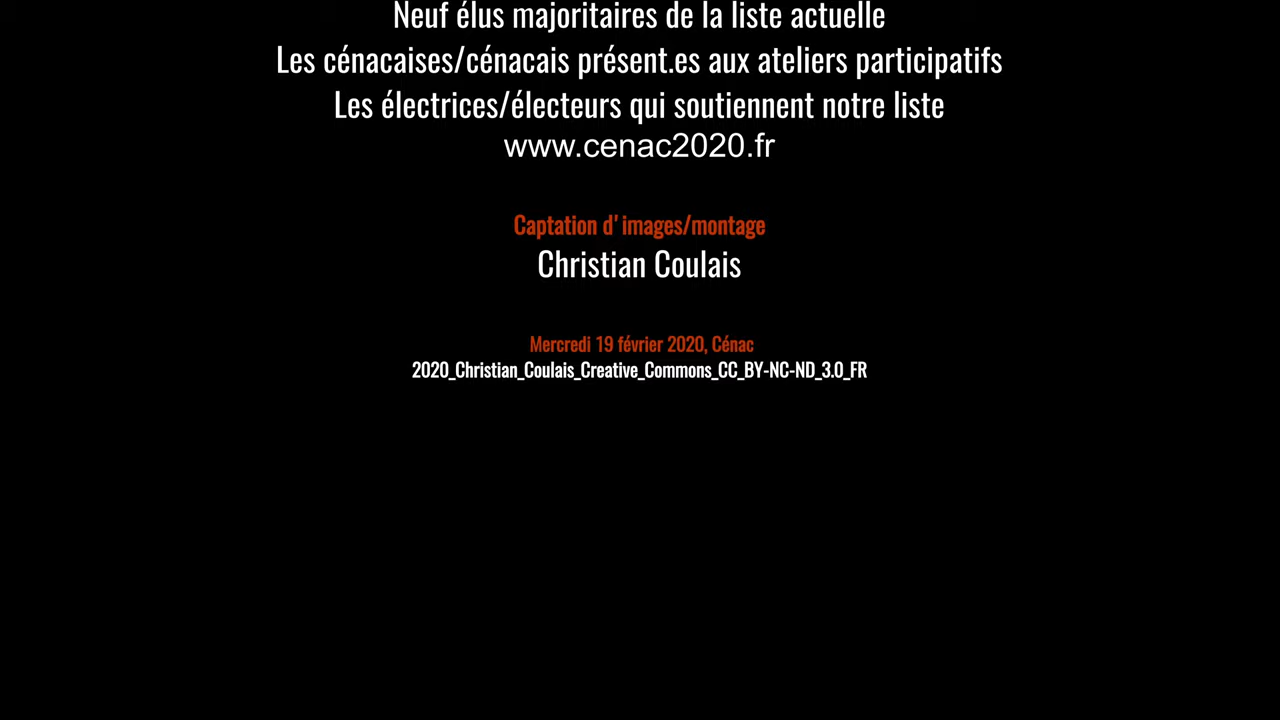 Neuf élus majoritaires de la liste actuelle
Les cénacaises/cénacais présent.es aux ateliers participatifs
Les électrices/électeurs qui soutiennent notre liste
www.cenac2020.fr
Captation d'images/montage
Christian Coulais
Mercredi 19 février 2020, Cénac
2020_Christian_Coulais_Creative_Commons_CC_BY-NC-ND_3.0_FR